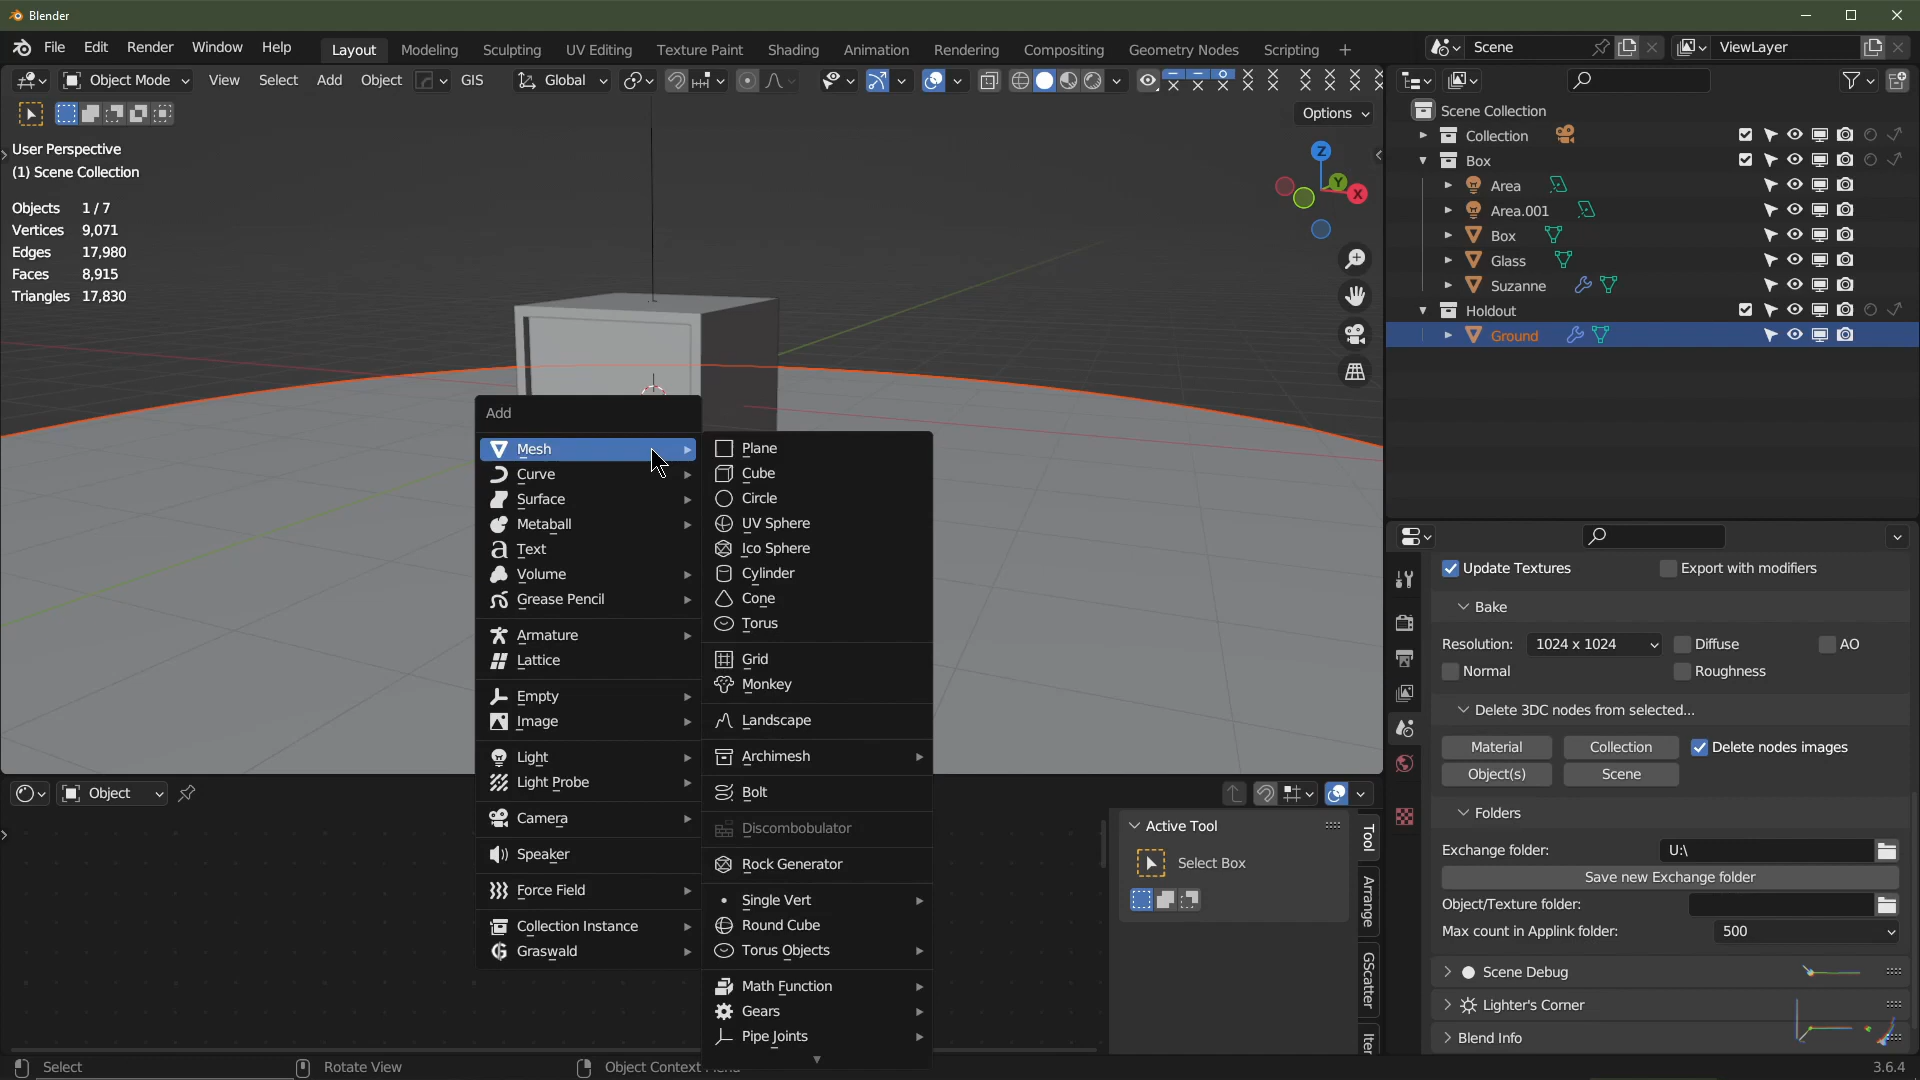 Blender
File Edit Render Window Help Layout Modeling Sculpting UV Editing Texture Paint Shading Animation Rendering Compositing Geometry Nodes Scripting + Scene ViewLayer
Object Mode View Select Add Object GIS Global
Options
User Perspective
(1) Scene Collection
Objects 1 / 7
Vertices 9,071
Edges 17,980
Faces 8,915
Triangles 17,830
Z
Y
X
Add
Mesh
Curve
Surface
Metaball
Text
Volume
Grease Pencil
Armature
Lattice
Empty
Image
Light
Light Probe
Camera
Speaker
Force Field
Collection Instance
Graswald
Plane
Cube
Circle
UV Sphere
Ico Sphere
Cylinder
Cone
Torus
Grid
Monkey
Landscape
Archimesh
Bolt
Discombobulator
Rock Generator
Single Vert
Round Cube
Torus Objects
Math Function
Gears
Pipe Joints
Object
Active Tool
Select Box
Tool
Arrange
GScatter
Scene Collection
Collection
Box
Area
Area.001
Box
Glass
Suzanne
Holdout
Ground
Update Textures Export with modifiers
Bake
Resolution: 1024 x 1024 Diffuse AO
Normal Roughness
Delete 3DC nodes from selected...
Material Collection Delete nodes images
Object(s) Scene
Folders
Exchange folder: U:\
Save new Exchange folder
Object/Texture folder:
Max count in Applink folder: 500
Scene Debug
Lighter's Corner
Blend Info
Select Rotate View Object Context 3.6.4